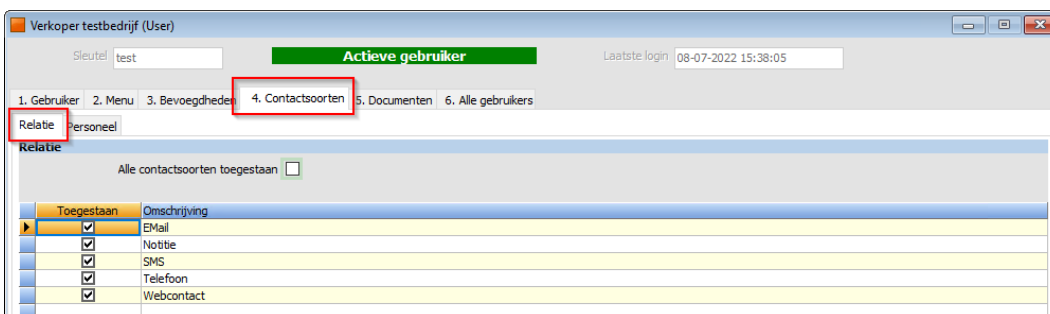 Verkoper testbedrijf (User)
Sleutel test Actieve gebruiker Laatste login 08-07-2022 15:38:05
1. Gebruiker 2. Menu 3. Bevoegdheden 4. Contactsoorten 5. Documenten 6. Alle gebruikers
Relatie Personeel
Relatie
Alle contactsoorten toegestaan
Toegestaan Omschrijving
EMail
Notitie
SMS
Telefoon
Webcontact